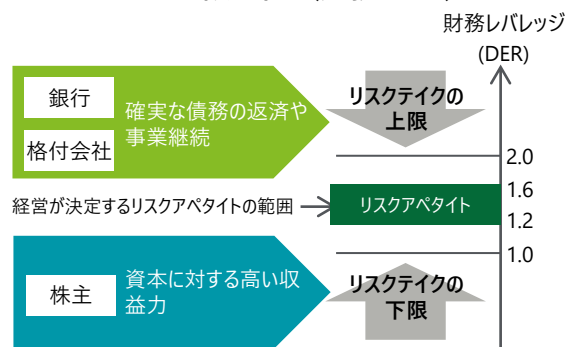 財務レバレッジ
(DER)
銀行
格付会社
確実な債務の返済や
事業継続
リスクテイクの
上限
2.0
経営が決定するリスクアペタイトの範囲
リスクアペタイト
1.6
1.2
1.0
株主
資本に対する高い収
益力
リスクテイクの
下限